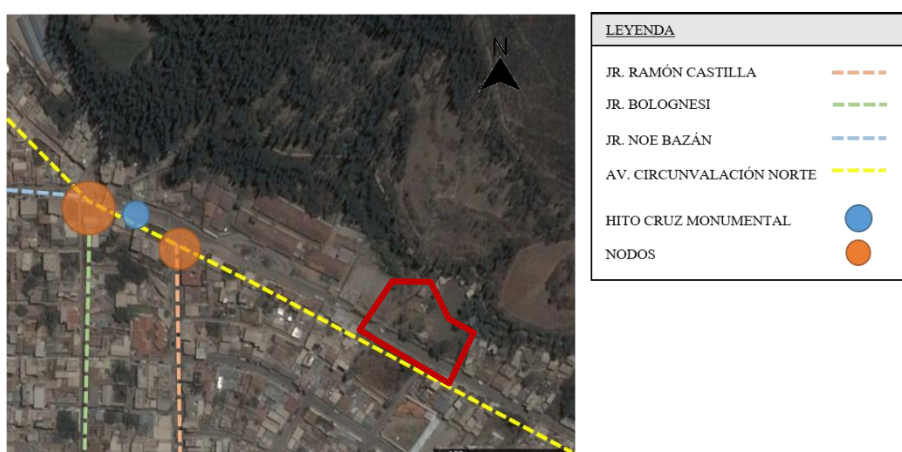 N
LEYENDA
JR. RAMÓN CASTILLA
JR. BOLOGNESI
JR. NOE BAZÁN
AV. CIRCUNVALACIÓN NORTE
HITO CRUZ MONUMENTAL
NODOS